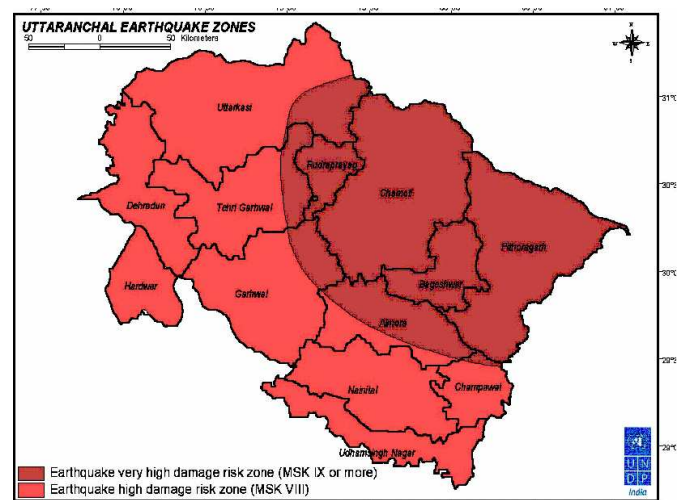 UTTARANCHAL EARTHQUAKE ZONES
50 0 50 Kilometers
N
W E
S
Uttarkasi
Rudraprayag
Chamoli
Dehradun
Tehri Garhwal
Pithoragarh
Hardwar
Garhwal
Bageshwar
Almora
Nainital
Champawat
Udhamsingh Nagar
Earthquake very high damage risk zone (MSK IX or more)
Earthquake high damage risk zone (MSK VIII)
U N
D P
India